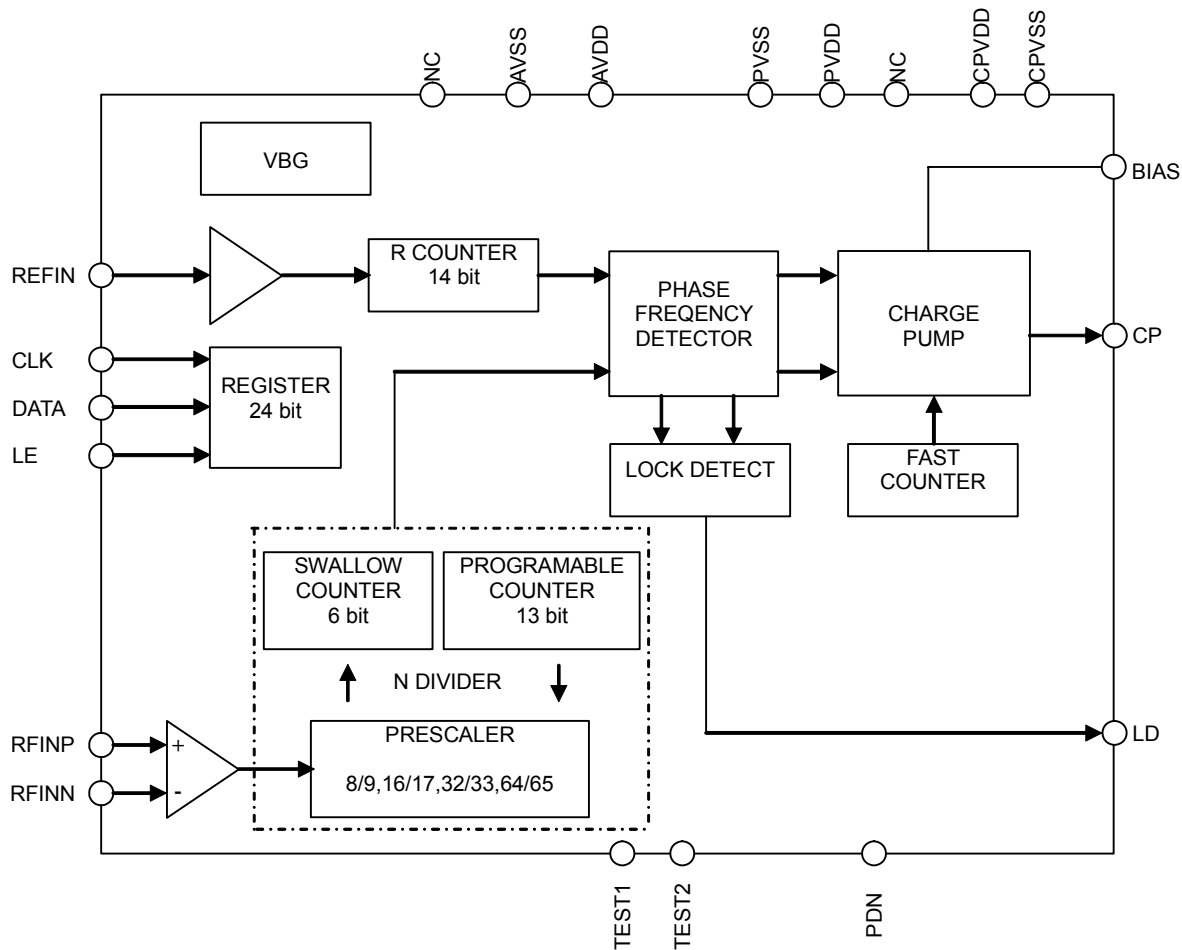 NC
AVSS
AVDD
PVSS
PVDD
NC
CPVDD
CPVSS
VBG
BIAS
REFIN
R COUNTER
14 bit
PHASE
FREQENCY
DETECTOR
CHARGE
PUMP
CP
CLK
DATA
LE
REGISTER
24 bit
LOCK DETECT
FAST
COUNTER
SWALLOW
COUNTER
6 bit
PROGRAMABLE
COUNTER
13 bit
N DIVIDER
RFINP
RFINN
+
-
PRESCALER
8/9,16/17,32/33,64/65
LD
TEST1
TEST2
PDN